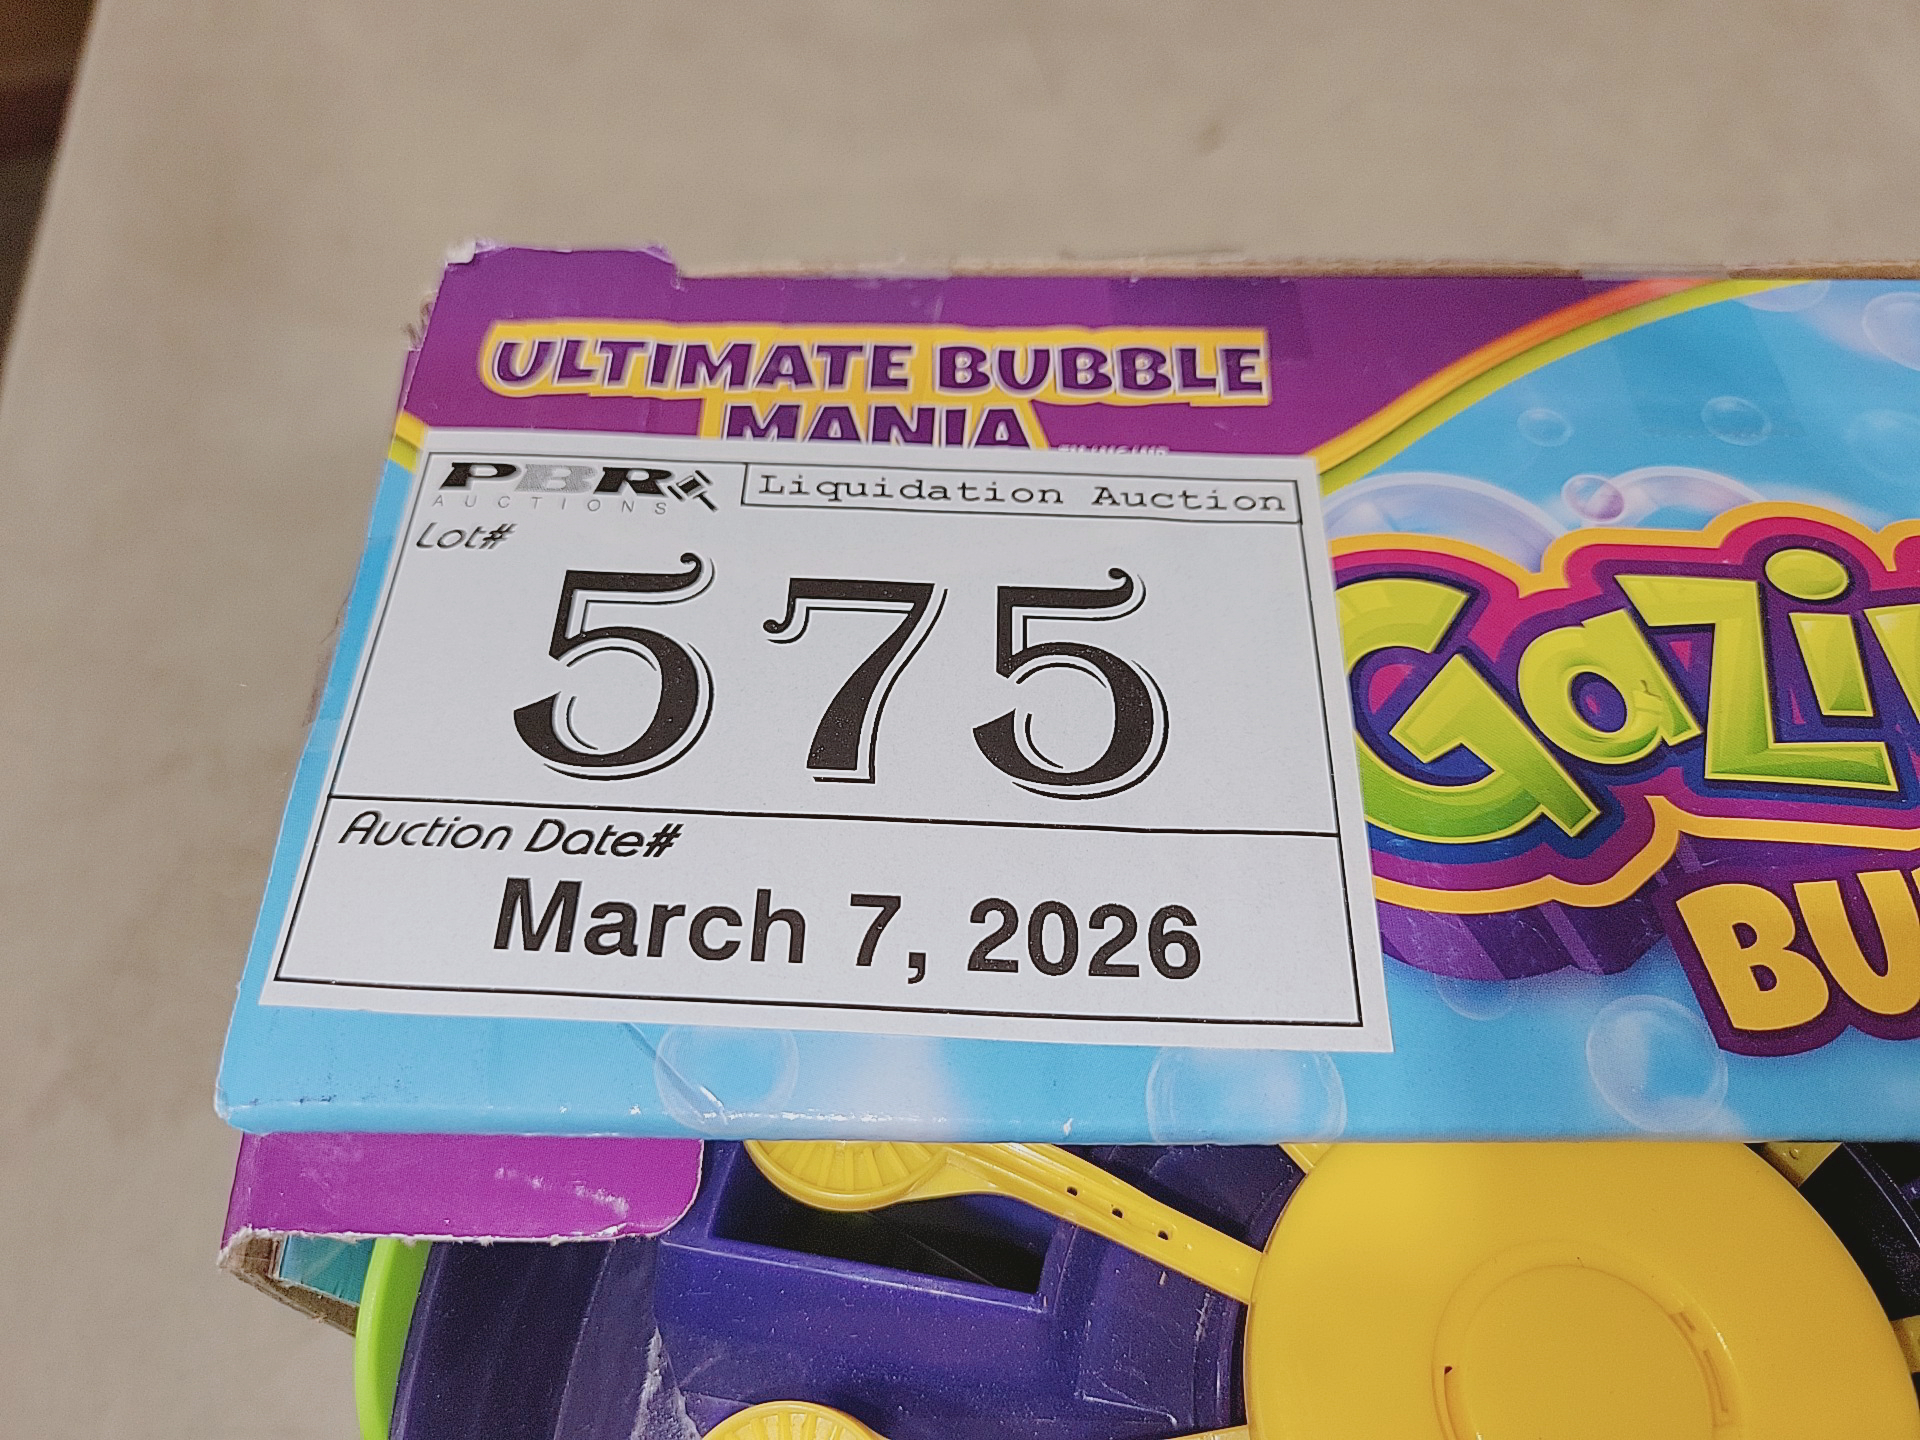 ULTIMATE BUBBLE
MANIA
PBR
AUCTIONS
Liquidation Auction
Lot#
575
Auction Date#
March 7, 2026